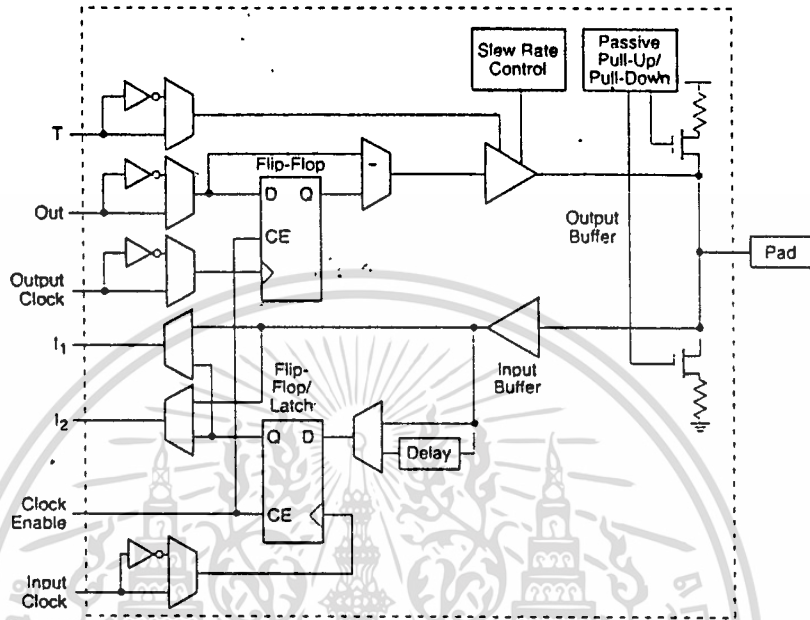 Slew Rate
Control
Passive
Pull-Up/
Pull-Down
T
Flip-Flop
D Q
Out
CE
Output
Buffer
Output
Clock
Pad
I1
Flip-
Flop/
Latch
Input
Buffer
I2
Q D
Delay
Clock
Enable
CE
Input
Clock